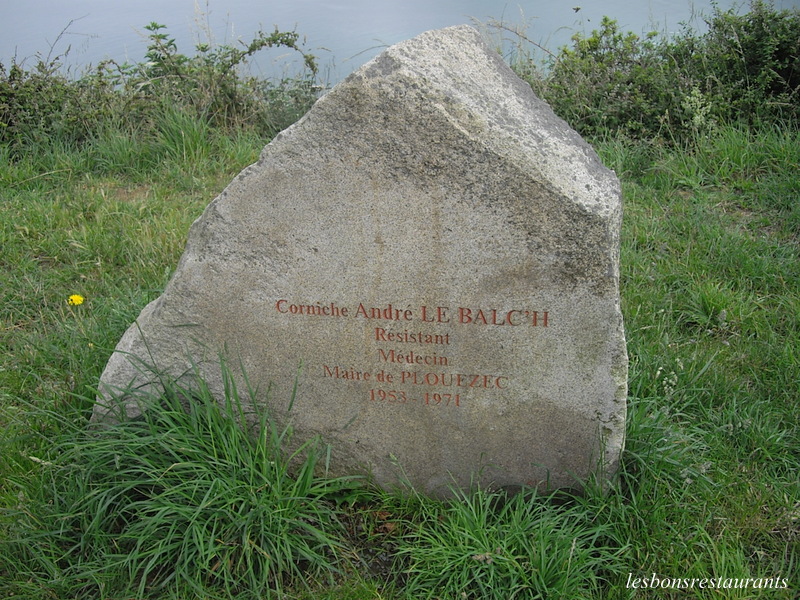 Corniche André LE BALC'H
Résistant
Médecin
Maire de PLOUEZEC
1953 - 1971
lesbonsrestaurants